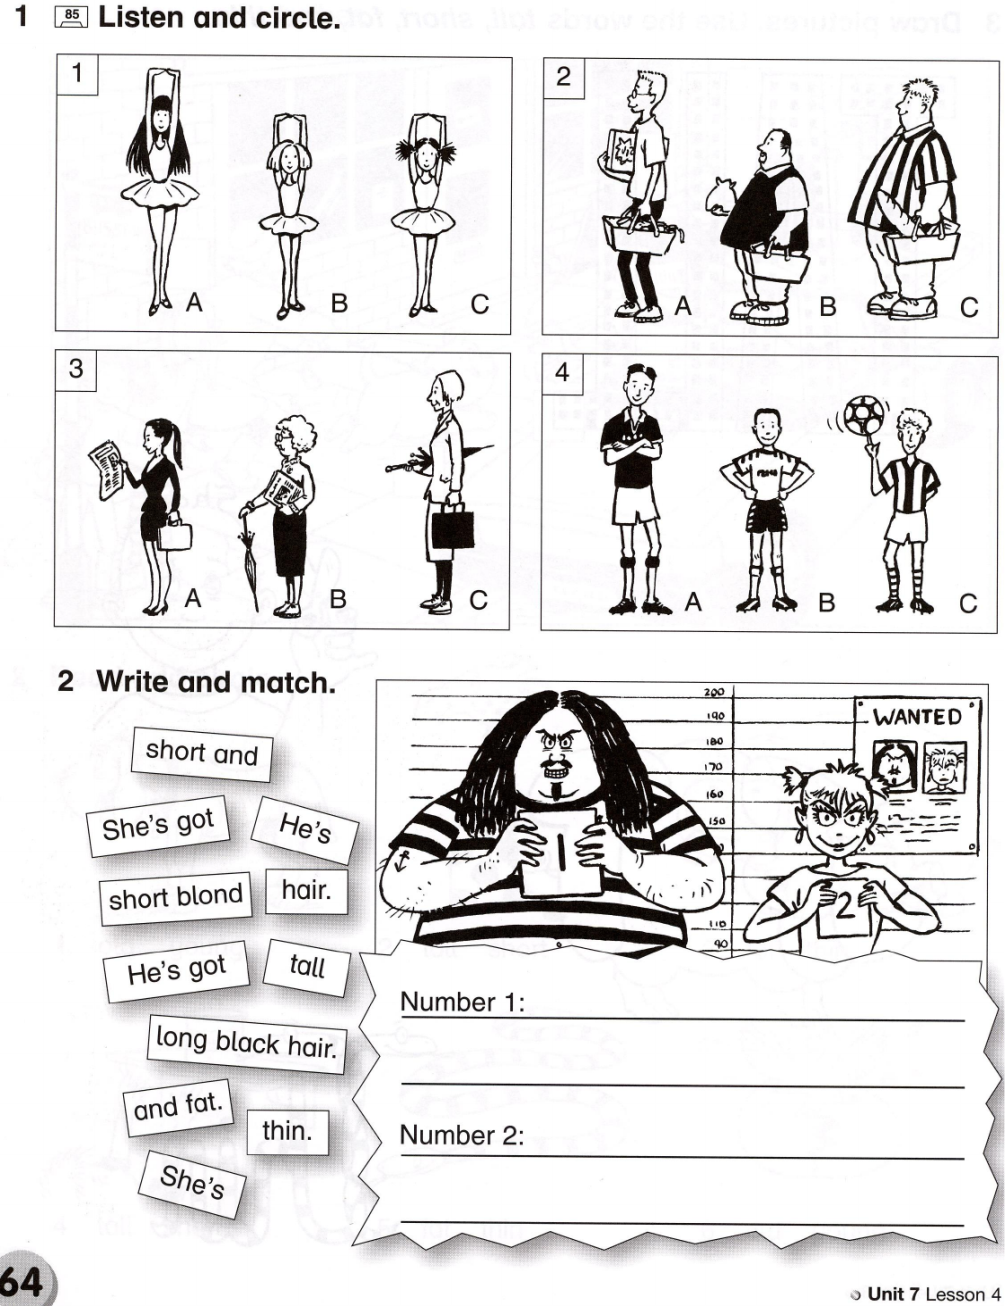 1 85 Listen and circle.
1
A B C
2
A B C
3
A B C
4
A B C
2 Write and match.
short and
She's got
He's
short blond
hair.
He's got
tall
long black hair.
and fat.
thin.
She's
200
190
180
170
160
150
110
90
WANTED
1
2
Number 1:
Number 2:
64
Unit 7 Lesson 4